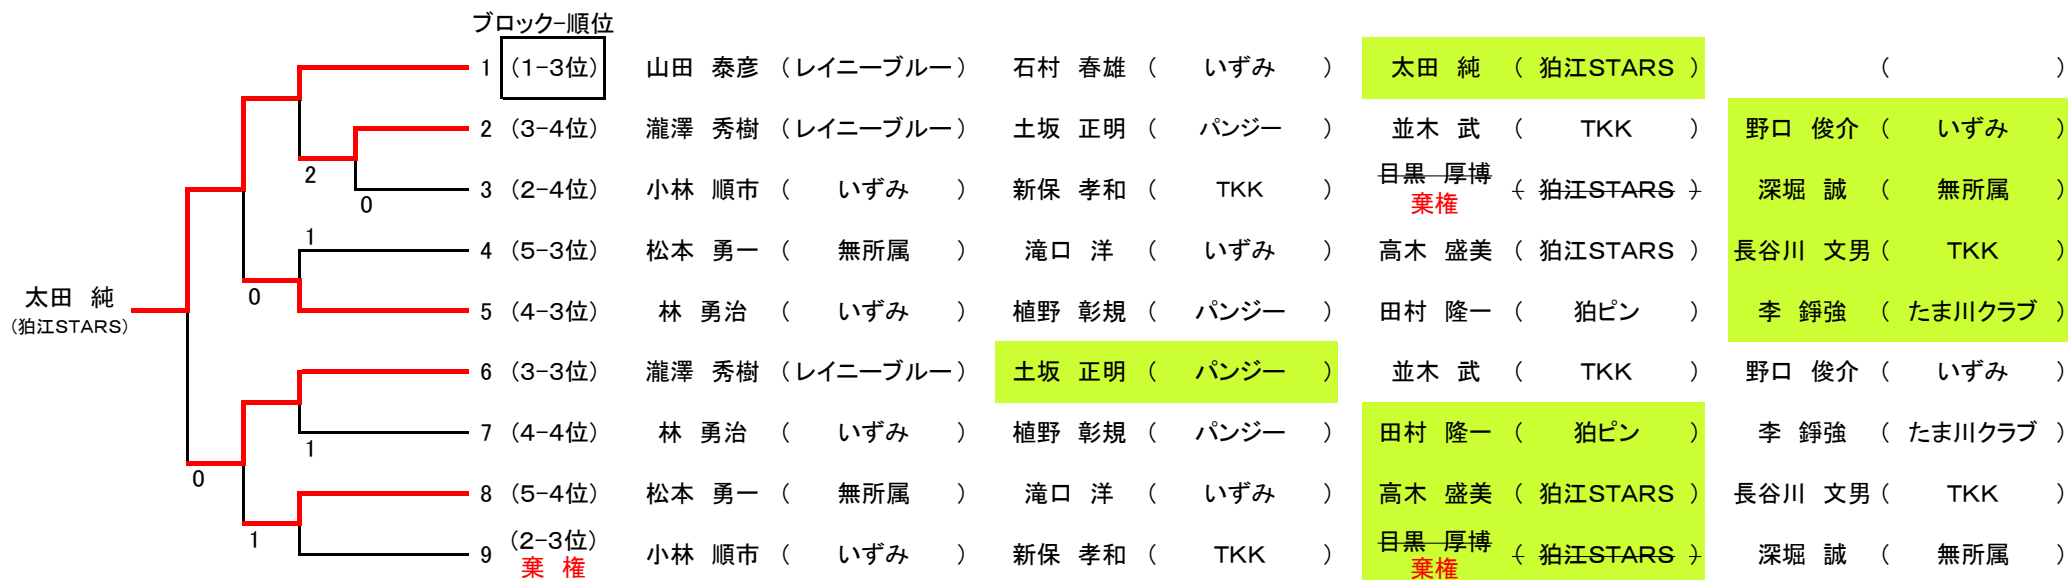 ブロック-順位
1 (1-3位) 山田 泰彦 (レイニーブルー) 石村 春雄 ( いずみ ) 太田 純 ( 狛江STARS ) ( )
2 (3-4位) 瀧澤 秀樹 (レイニーブルー) 土坂 正明 ( パンジー ) 並木 武 ( TKK ) 野口 俊介 ( いずみ )
2
3 (2-4位) 小林 順市 ( いずみ ) 新保 孝和 ( TKK ) 目黒 厚博 ( 狛江STARS ) 深堀 誠 ( 無所属 )
棄権
0
1
4 (5-3位) 松本 勇一 ( 無所属 ) 滝口 洋 ( いずみ ) 高木 盛美 ( 狛江STARS ) 長谷川 文男 ( TKK )
0
太田 純
(狛江STARS)
5 (4-3位) 林 勇治 ( いずみ ) 植野 彰規 ( パンジー ) 田村 隆一 ( 狛ピン ) 李 錚強 ( たま川クラブ )
6 (3-3位) 瀧澤 秀樹 (レイニーブルー) 土坂 正明 ( パンジー ) 並木 武 ( TKK ) 野口 俊介 ( いずみ )
7 (4-4位) 林 勇治 ( いずみ ) 植野 彰規 ( パンジー ) 田村 隆一 ( 狛ピン ) 李 錚強 ( たま川クラブ )
1
0
8 (5-4位) 松本 勇一 ( 無所属 ) 滝口 洋 ( いずみ ) 高木 盛美 ( 狛江STARS ) 長谷川 文男 ( TKK )
1
9 (2-3位) 小林 順市 ( いずみ ) 新保 孝和 ( TKK ) 目黒 厚博 ( 狛江STARS ) 深堀 誠 ( 無所属 )
棄 権 棄権